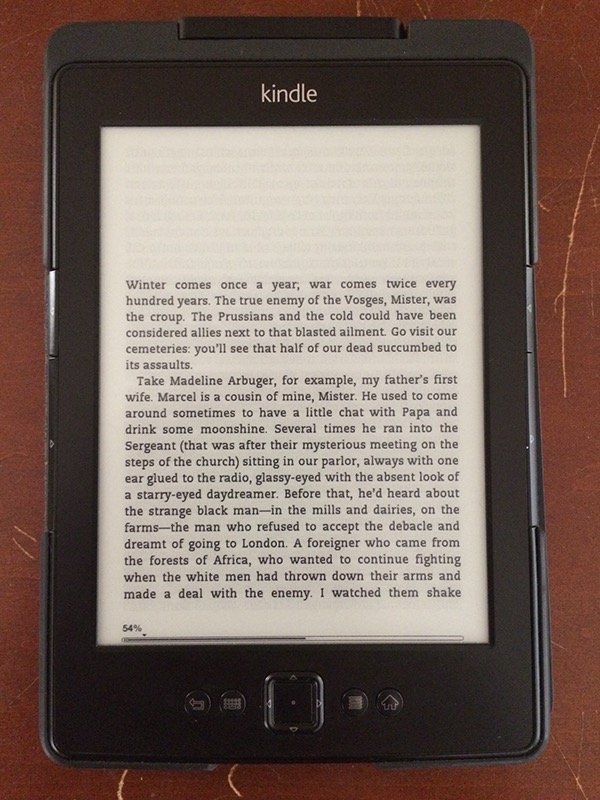 kindle
Winter comes once a year; war comes twice every
hundred years. The true enemy of the Vosges, Mister, was
the croup. The Prussians and the cold could have been
considered allies next to that blasted ailment. Go visit our
cemeteries: you'll see that half of our dead succumbed to
its assaults.
Take Madeline Arbuger, for example, my father's first
wife. Marcel is a cousin of mine, Mister. He used to come
around sometimes to have a little chat with Papa and
drink some moonshine. Several times he ran into the
Sergeant (that was after their mysterious meeting on the
steps of the church) sitting in our parlor, always with one
ear glued to the radio, glassy-eyed with the absent look of
a starry-eyed daydreamer. Before that, he'd heard about
the strange black man—in the mills and dairies, on the
farms—the man who refused to accept the debacle and
dreamt of going to London. A foreigner who came from
the forests of Africa, who wanted to continue fighting
when the white men had thrown down their arms and
made a deal with the enemy. I watched them shake
54%